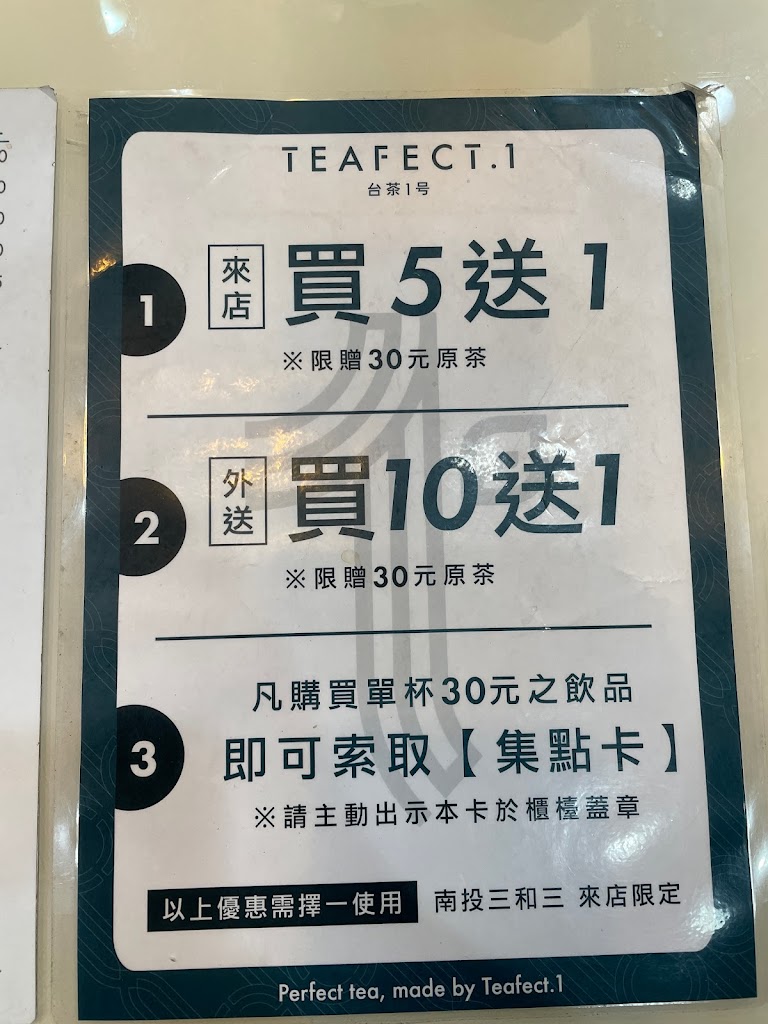 TEAFECT.1
台茶1号
1
來店
買5送1
※限贈30元原茶
2
外送
買10送1
※限贈30元原茶
3
凡購買單杯30元之飲品
即可索取【集點卡】
※請主動出示本卡於櫃檯蓋章
以上優惠需擇一使用 南投三和三 來店限定
Perfect tea, made by Teafect.1